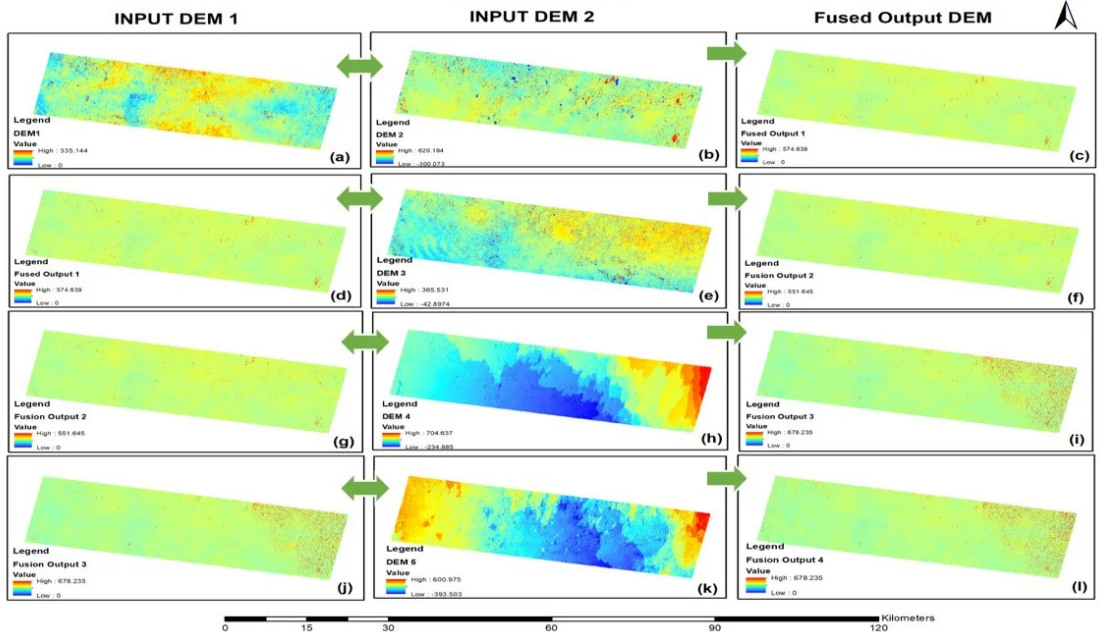 INPUT DEM 1
INPUT DEM 2
Fused Output DEM
Legend
DEM1
Value
High : 335.144
Low : 0
(a)
Legend
DEM 2
Value
High : 620.194
Low : -300.073
(b)
Legend
Fused Output 1
Value
High : 574.639
Low : 0
(c)
Legend
Fused Output 1
Value
High : 574.639
Low : 0
(d)
Legend
DEM 3
Value
High : 365.531
Low : -42.6974
(e)
Legend
Fusion Output 2
Value
High : 551.645
Low : 0
(f)
Legend
Fusion Output 2
Value
High : 551.645
Low : 0
(g)
Legend
DEM 4
Value
High : 704.637
Low : -234.885
(h)
Legend
Fusion Output 3
Value
High : 678.235
Low : 0
(i)
Legend
Fusion Output 3
Value
High : 678.235
Low : 0
(j)
Legend
DEM 5
Value
High : 600.975
Low : -393.503
(k)
Legend
Fusion Output 4
Value
High : 678.235
Low : 0
(l)
Kilometers
0 15 30 60 90 120